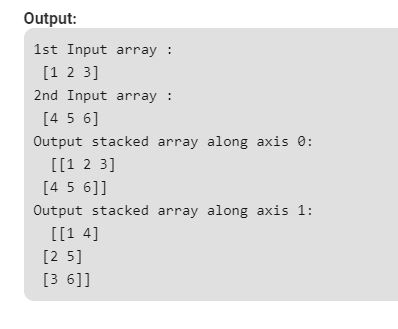 Output:
1st Input array :
[1 2 3]
2nd Input array :
[4 5 6]
Output stacked array along axis 0:
[[1 2 3]
[4 5 6]]
Output stacked array along axis 1:
[[1 4]
[2 5]
[3 6]]